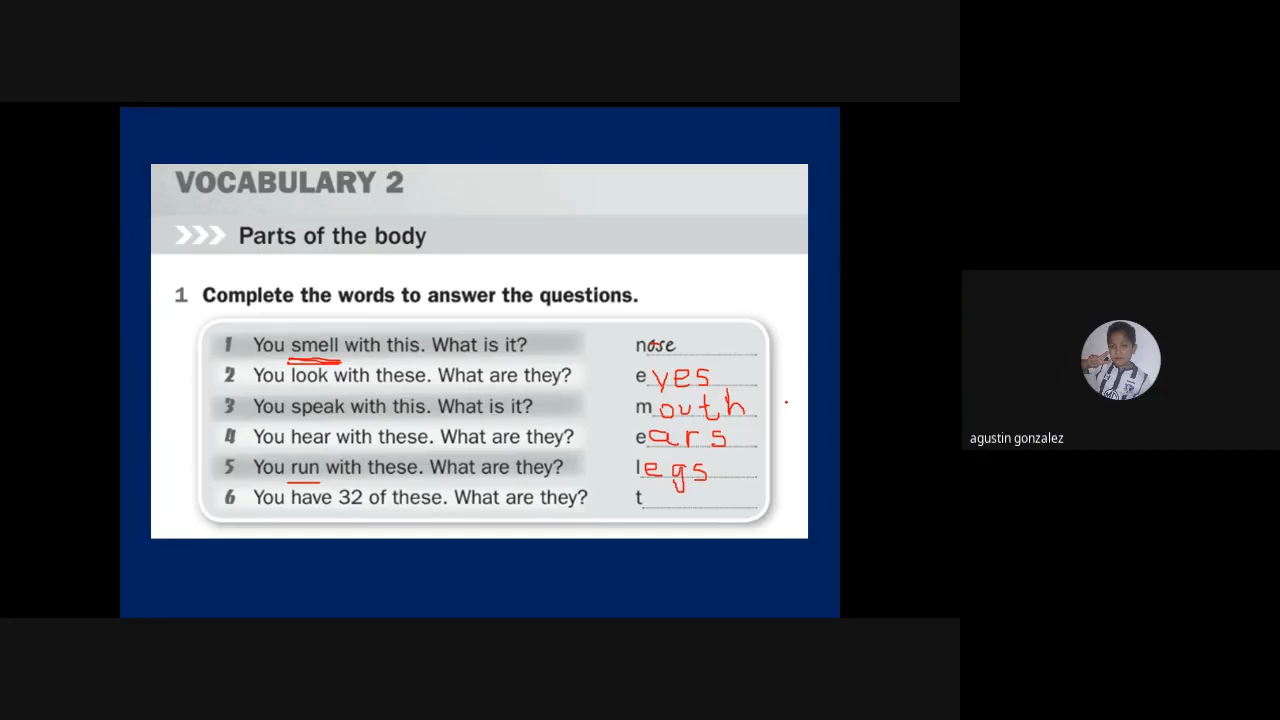 VOCABULARY 2
Parts of the body
1 Complete the words to answer the questions.
1 You smell with this. What is it? nose
2 You look with these. What are they? eyes
3 You speak with this. What is it? mouth
4 You hear with these. What are they? ears
5 You run with these. What are they? legs
6 You have 32 of these. What are they? t
agustin gonzalez